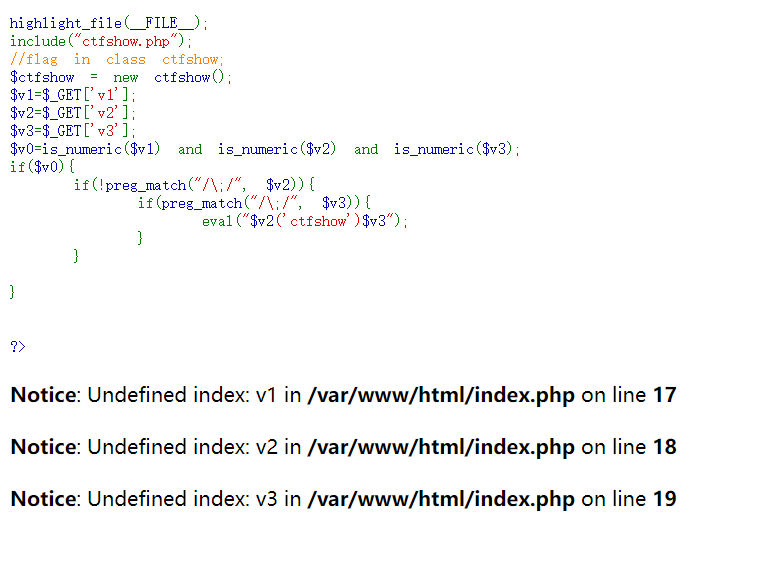 highlight_file(__FILE__);
include("ctfshow.php");
//flag in class ctfshow;
$ctfshow = new ctfshow();
$v1=$_GET['v1'];
$v2=$_GET['v2'];
$v3=$_GET['v3'];
$v0=is_numeric($v1) and is_numeric($v2) and is_numeric($v3);
if($v0){
if(!preg_match("/\;/", $v2)){
if(preg_match("/\;/", $v3)){
eval("$v2('ctfshow')$v3");
}
}
}
?>
Notice: Undefined index: v1 in /var/www/html/index.php on line 17
Notice: Undefined index: v2 in /var/www/html/index.php on line 18
Notice: Undefined index: v3 in /var/www/html/index.php on line 19